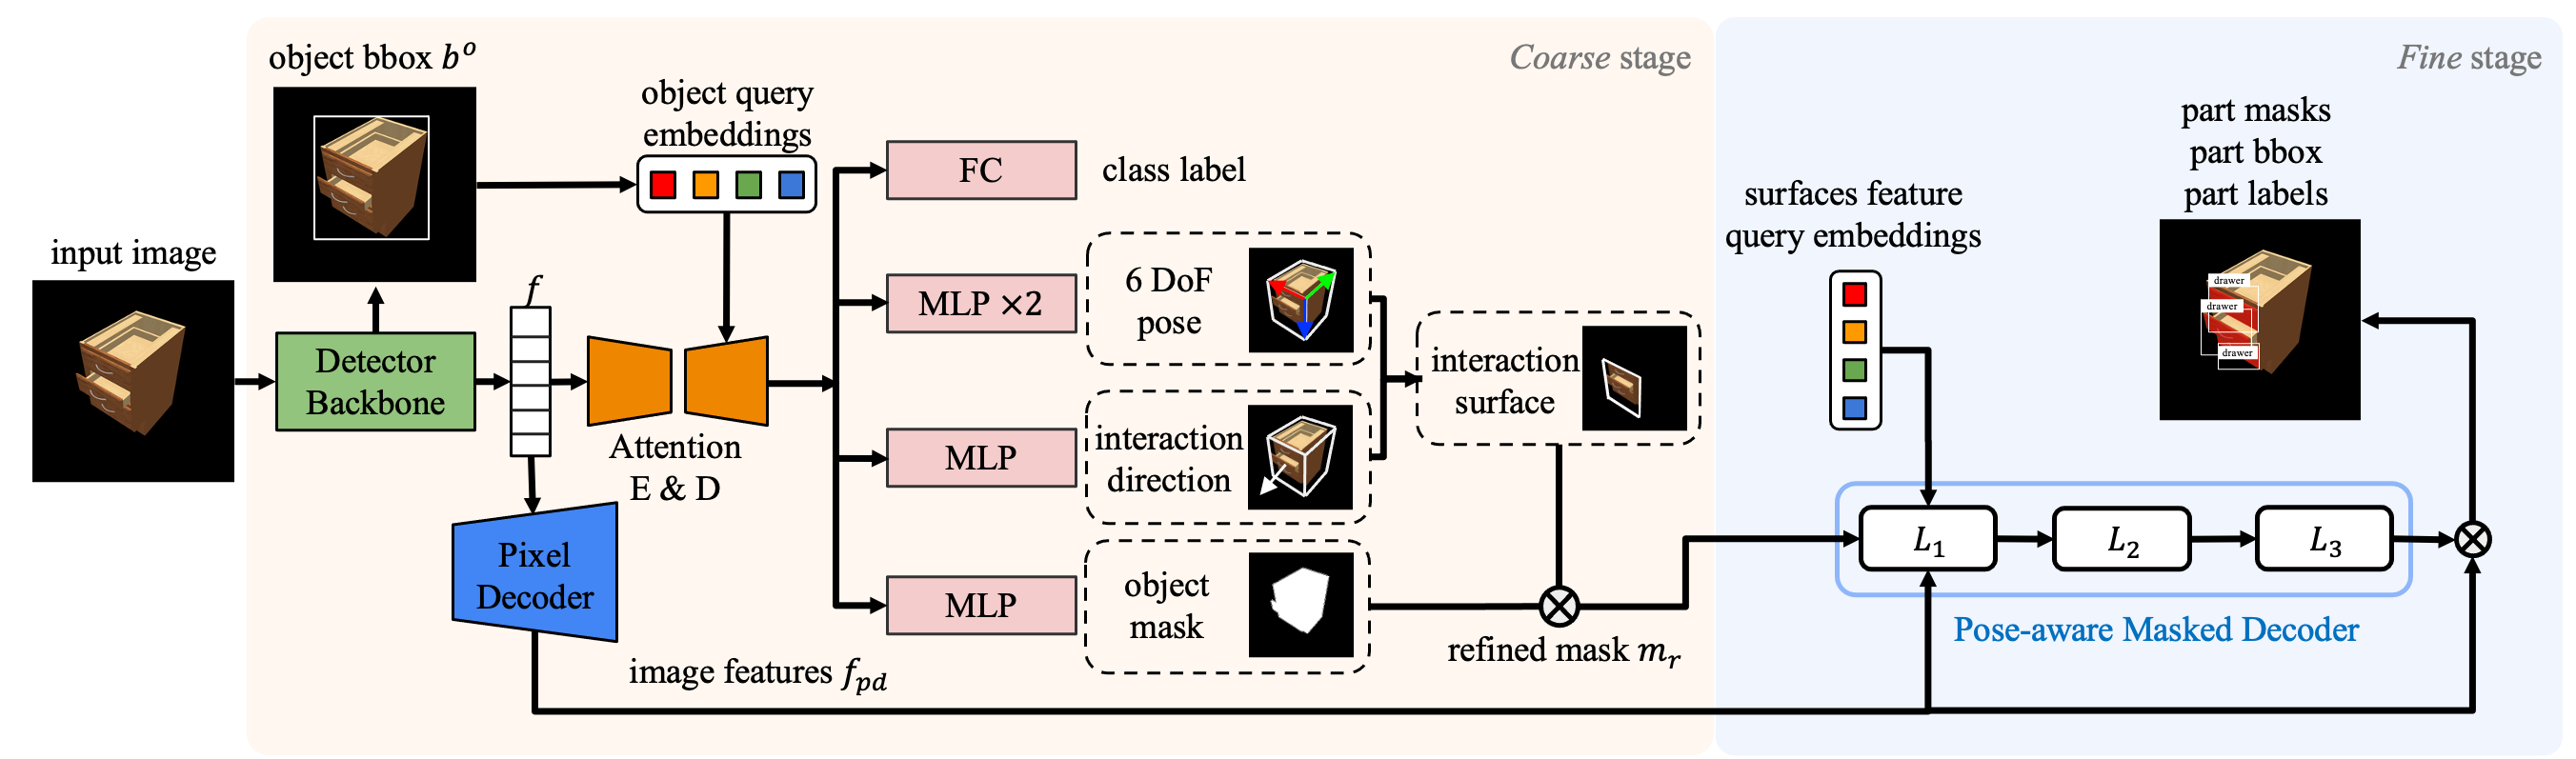 Coarse stage
Fine stage
object bbox b^o
object query
embeddings
input image
f
Detector
Backbone
Attention
E & D
Pixel
Decoder
image features f_pd
FC
class label
MLP ×2
6 DoF
pose
MLP
interaction
direction
MLP
object
mask
interaction
surface
refined mask m_r
surfaces feature
query embeddings
part masks
part bbox
part labels
drawer
drawer
drawer
L_1
L_2
L_3
Pose-aware Masked Decoder